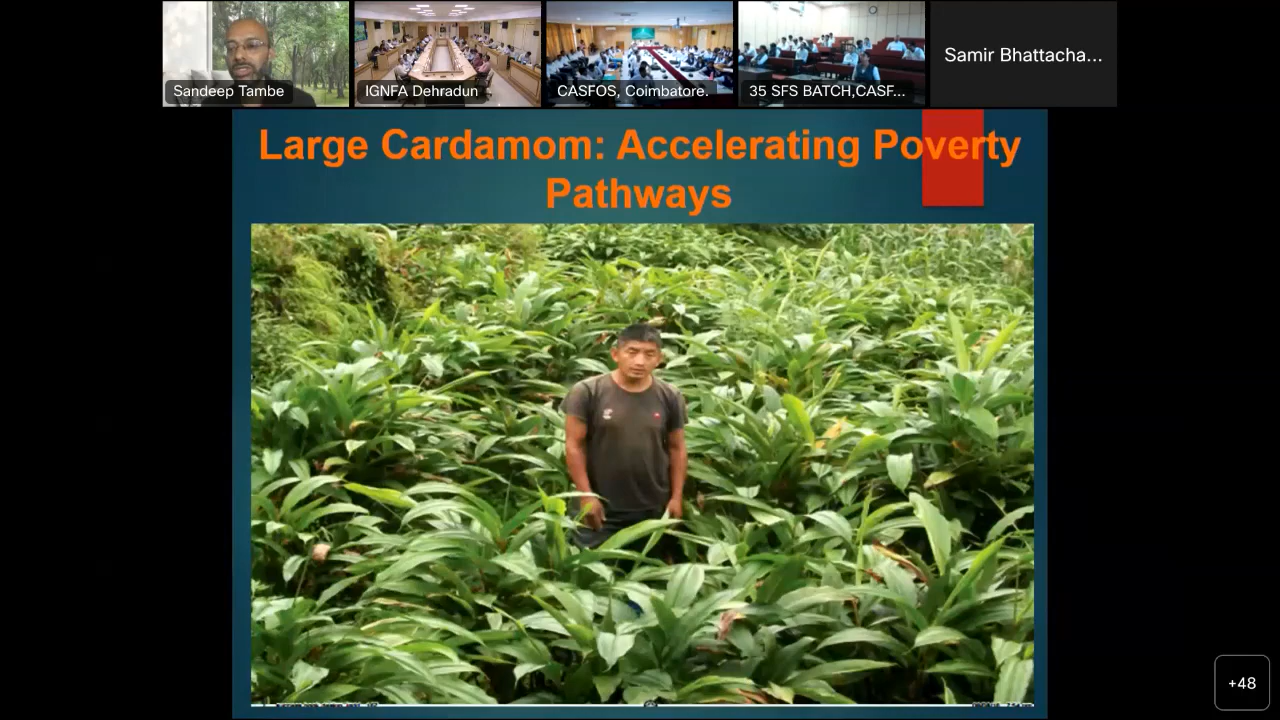 Sandeep Tambe
IGNFA Dehradun
CASFOS, Coimbatore.
35 SFS BATCH,CASF...
Samir Bhattacha...
Large Cardamom: Accelerating Poverty
Pathways
+48